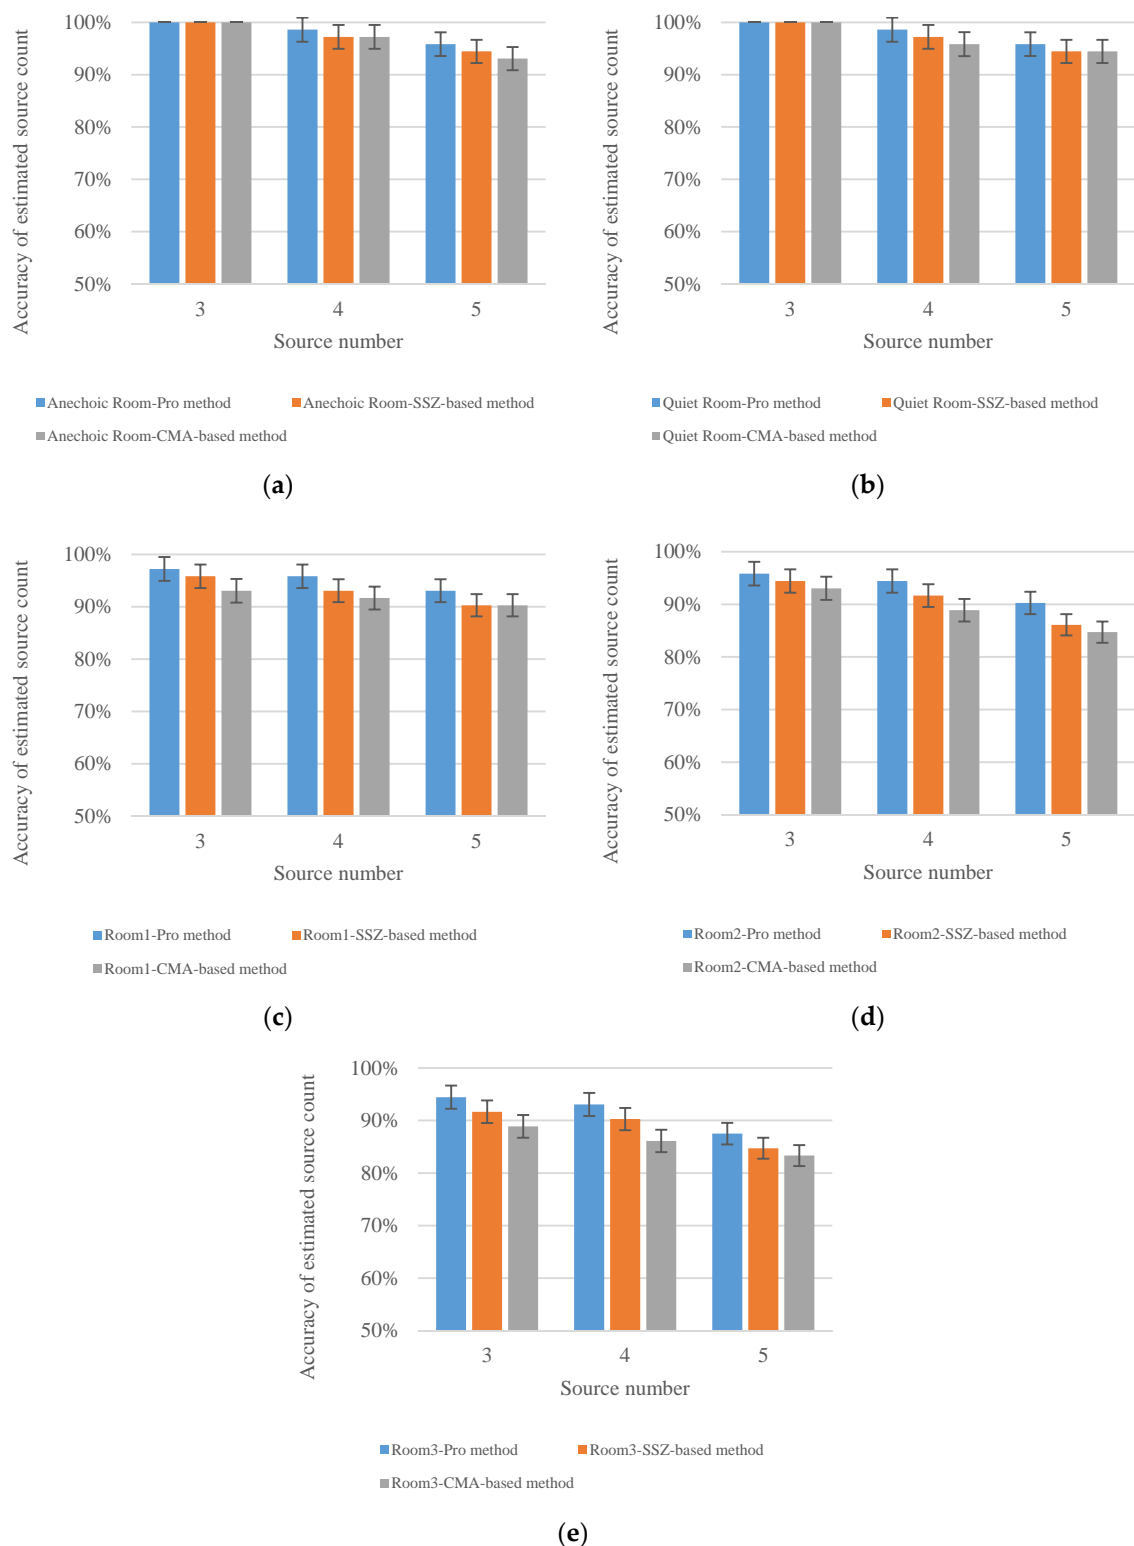 Accuracy of estimated source count
100%
90%
80%
70%
60%
50%
3 4 5
Source number
Anechoic Room-Pro method Anechoic Room-SSZ-based method
Anechoic Room-CMA-based method
(a)
Accuracy of estimated source count
100%
90%
80%
70%
60%
50%
3 4 5
Source number
Quiet Room-Pro method Quiet Room-SSZ-based method
Quiet Room-CMA-based method
(b)
Accuracy of estimated source count
100%
90%
80%
70%
60%
50%
3 4 5
Source number
Room1-Pro method Room1-SSZ-based method
Room1-CMA-based method
(c)
Accuracy of estimated source count
100%
90%
80%
70%
60%
50%
3 4 5
Source number
Room2-Pro method Room2-SSZ-based method
Room2-CMA-based method
(d)
Accuracy of estimated source count
100%
90%
80%
70%
60%
50%
3 4 5
Source number
Room3-Pro method Room3-SSZ-based method
Room3-CMA-based method
(e)